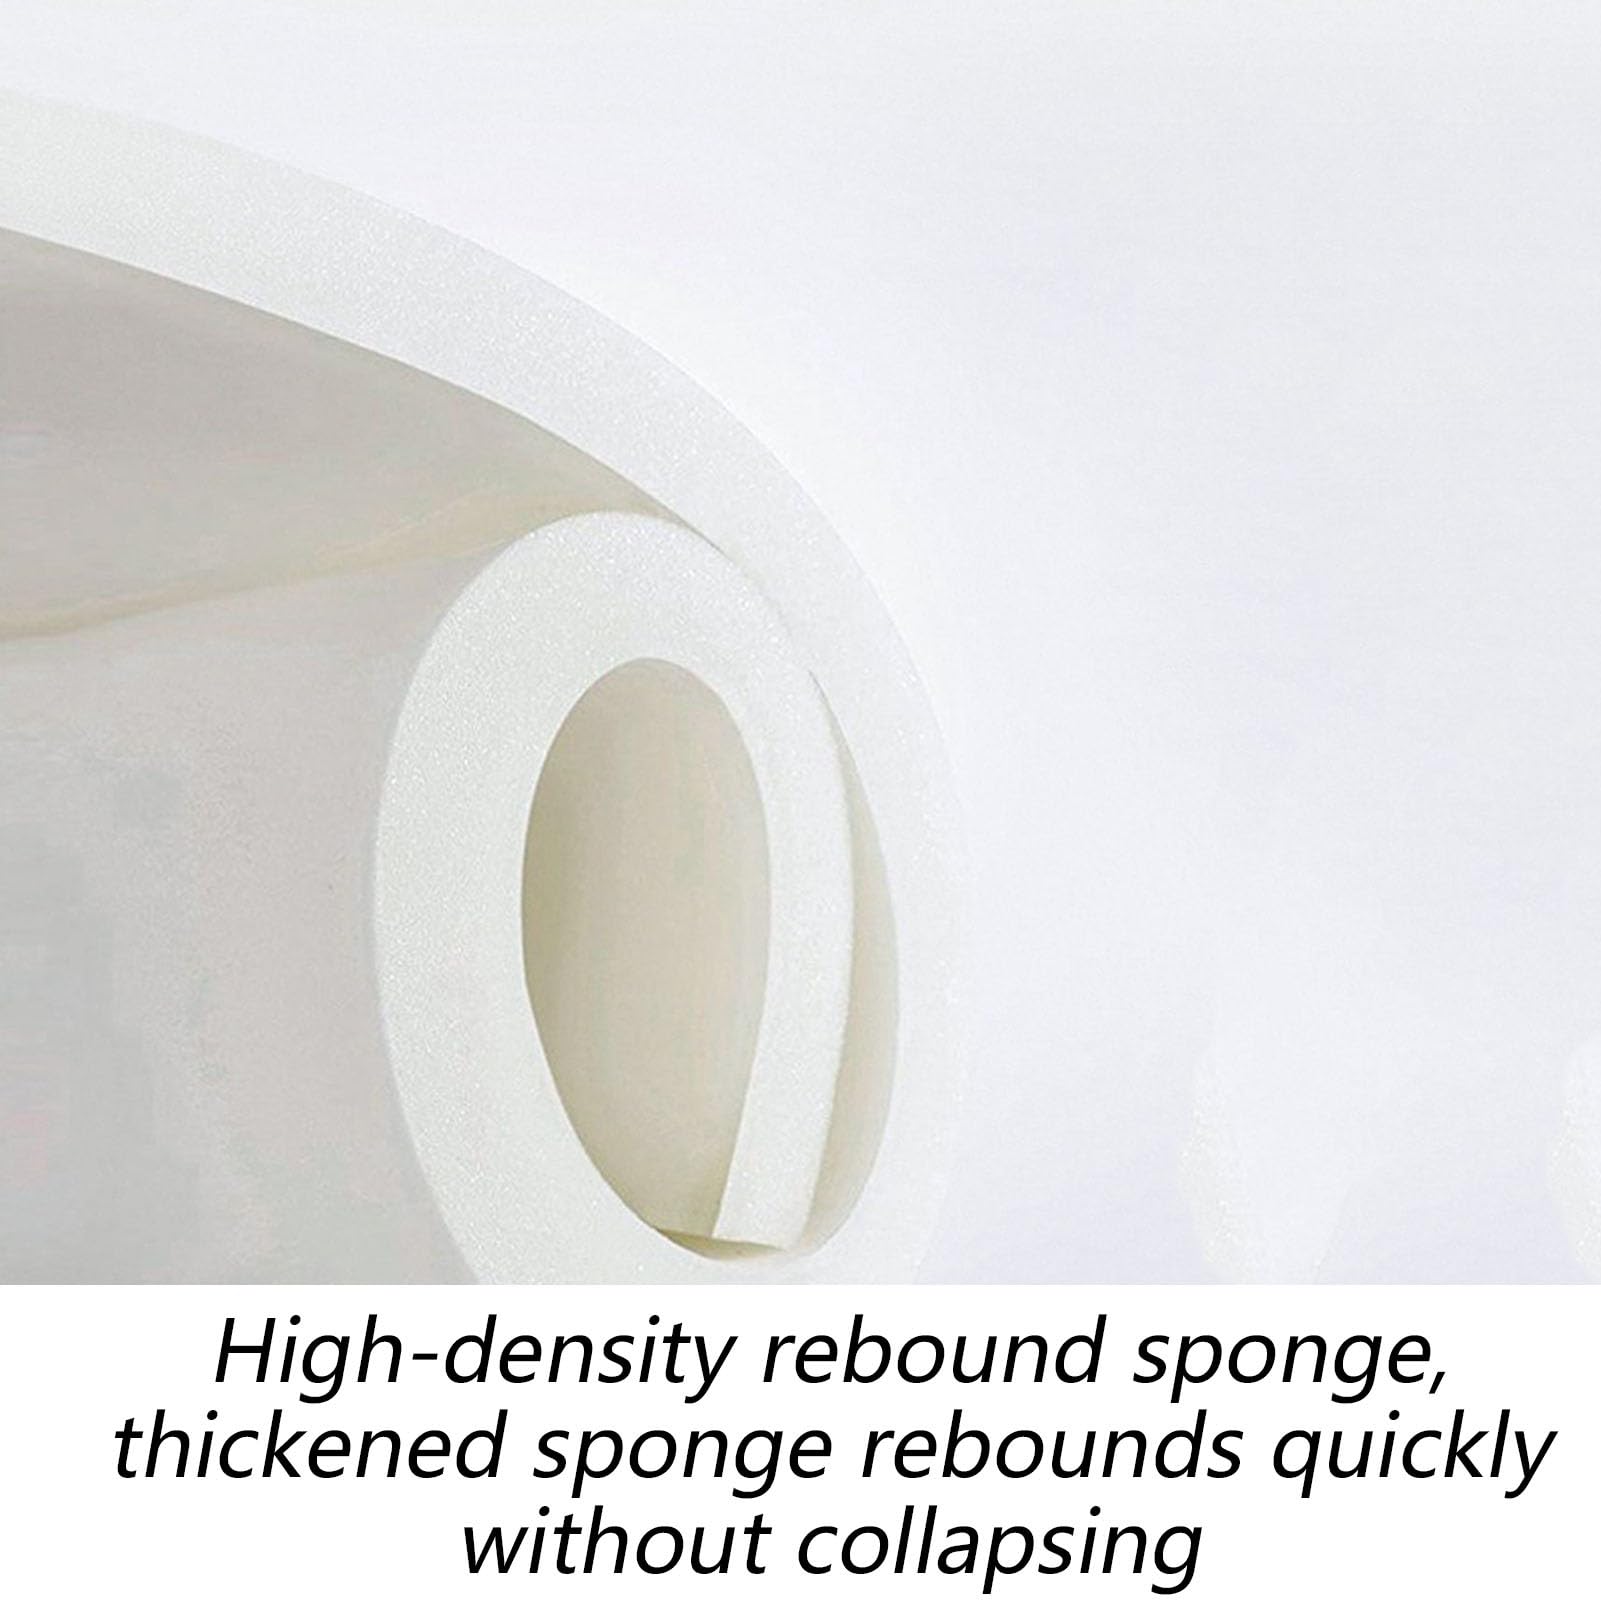 High-density rebound sponge,
thickened sponge rebounds quickly
without collapsing